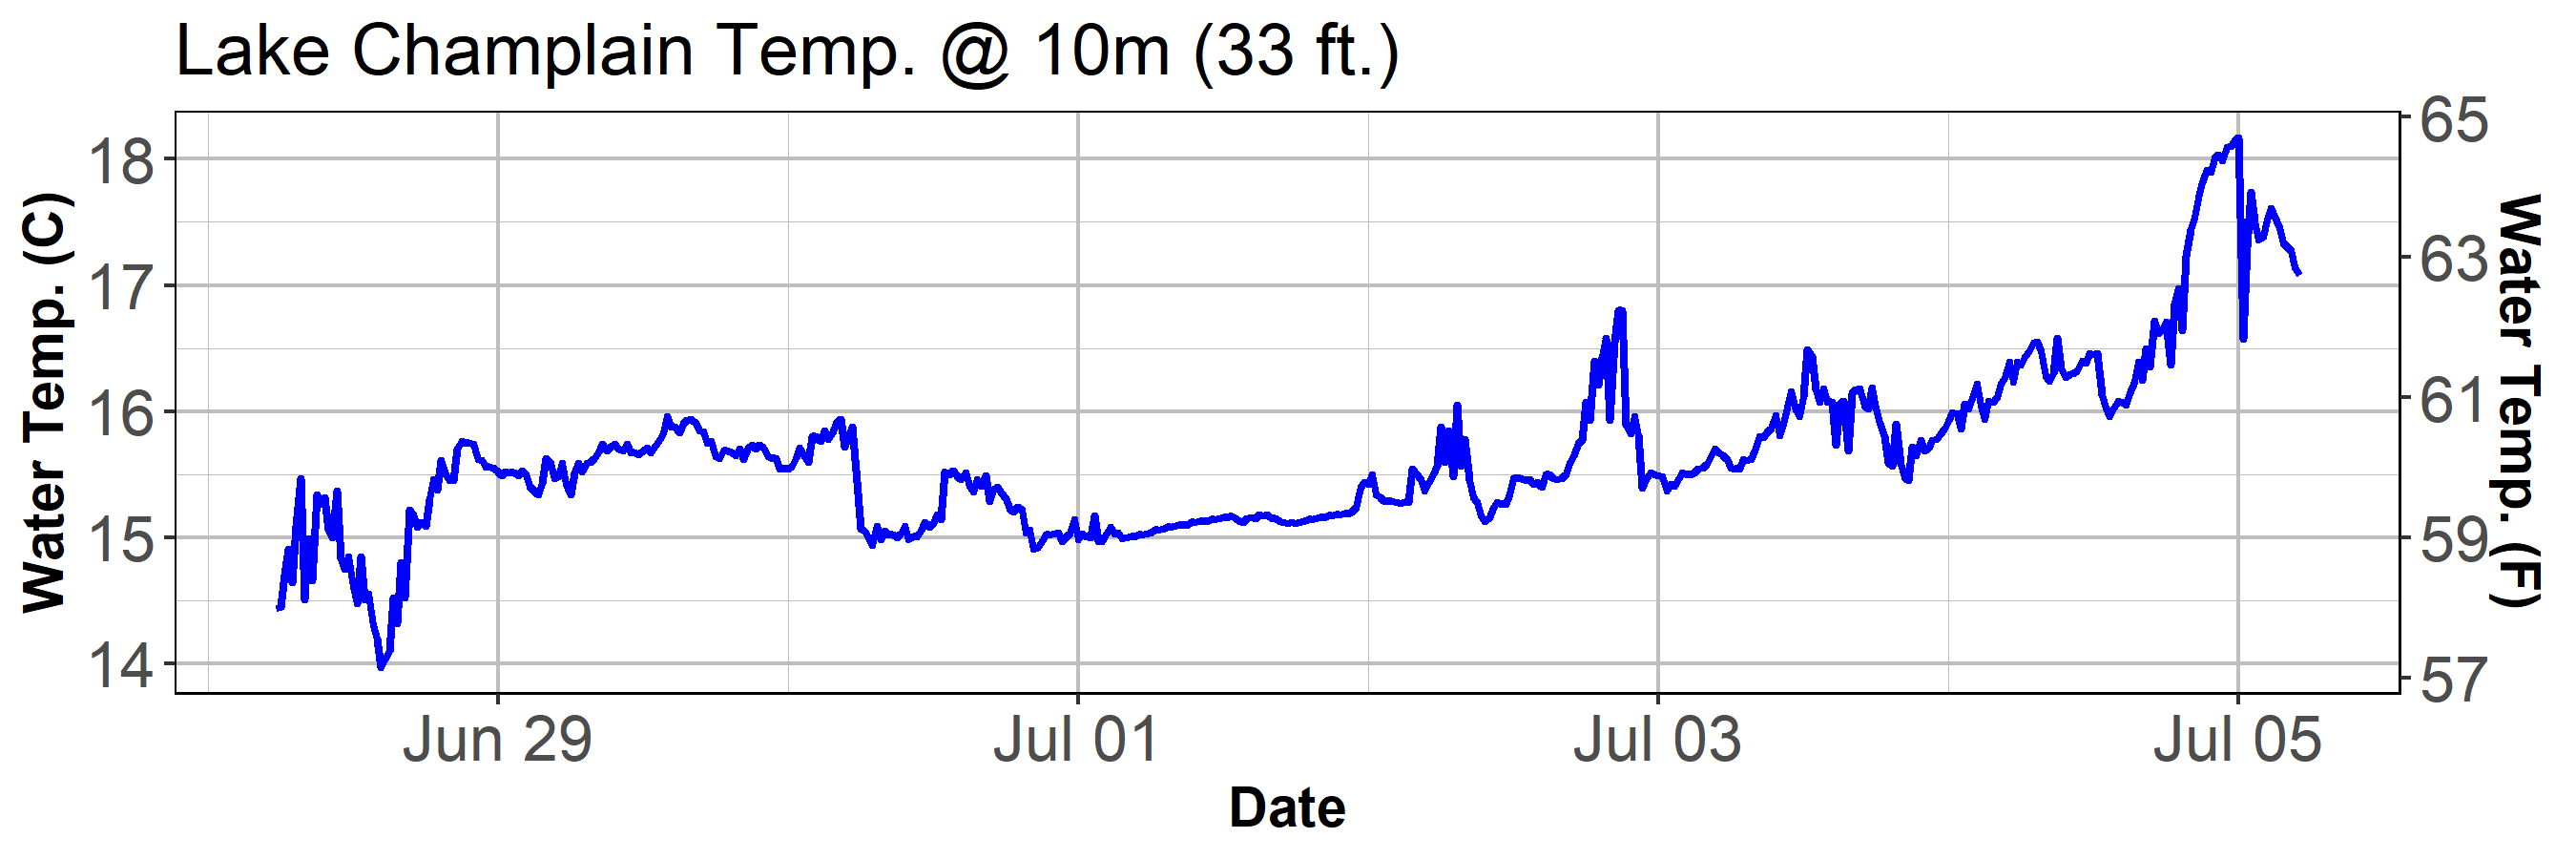 Lake Champlain Temp. @ 10m (33 ft.)
Water Temp. (C)
18
17
16
15
14
65
63
61
59
57
Water Temp. (F)
Jun 29
Jul 01
Jul 03
Jul 05
Date